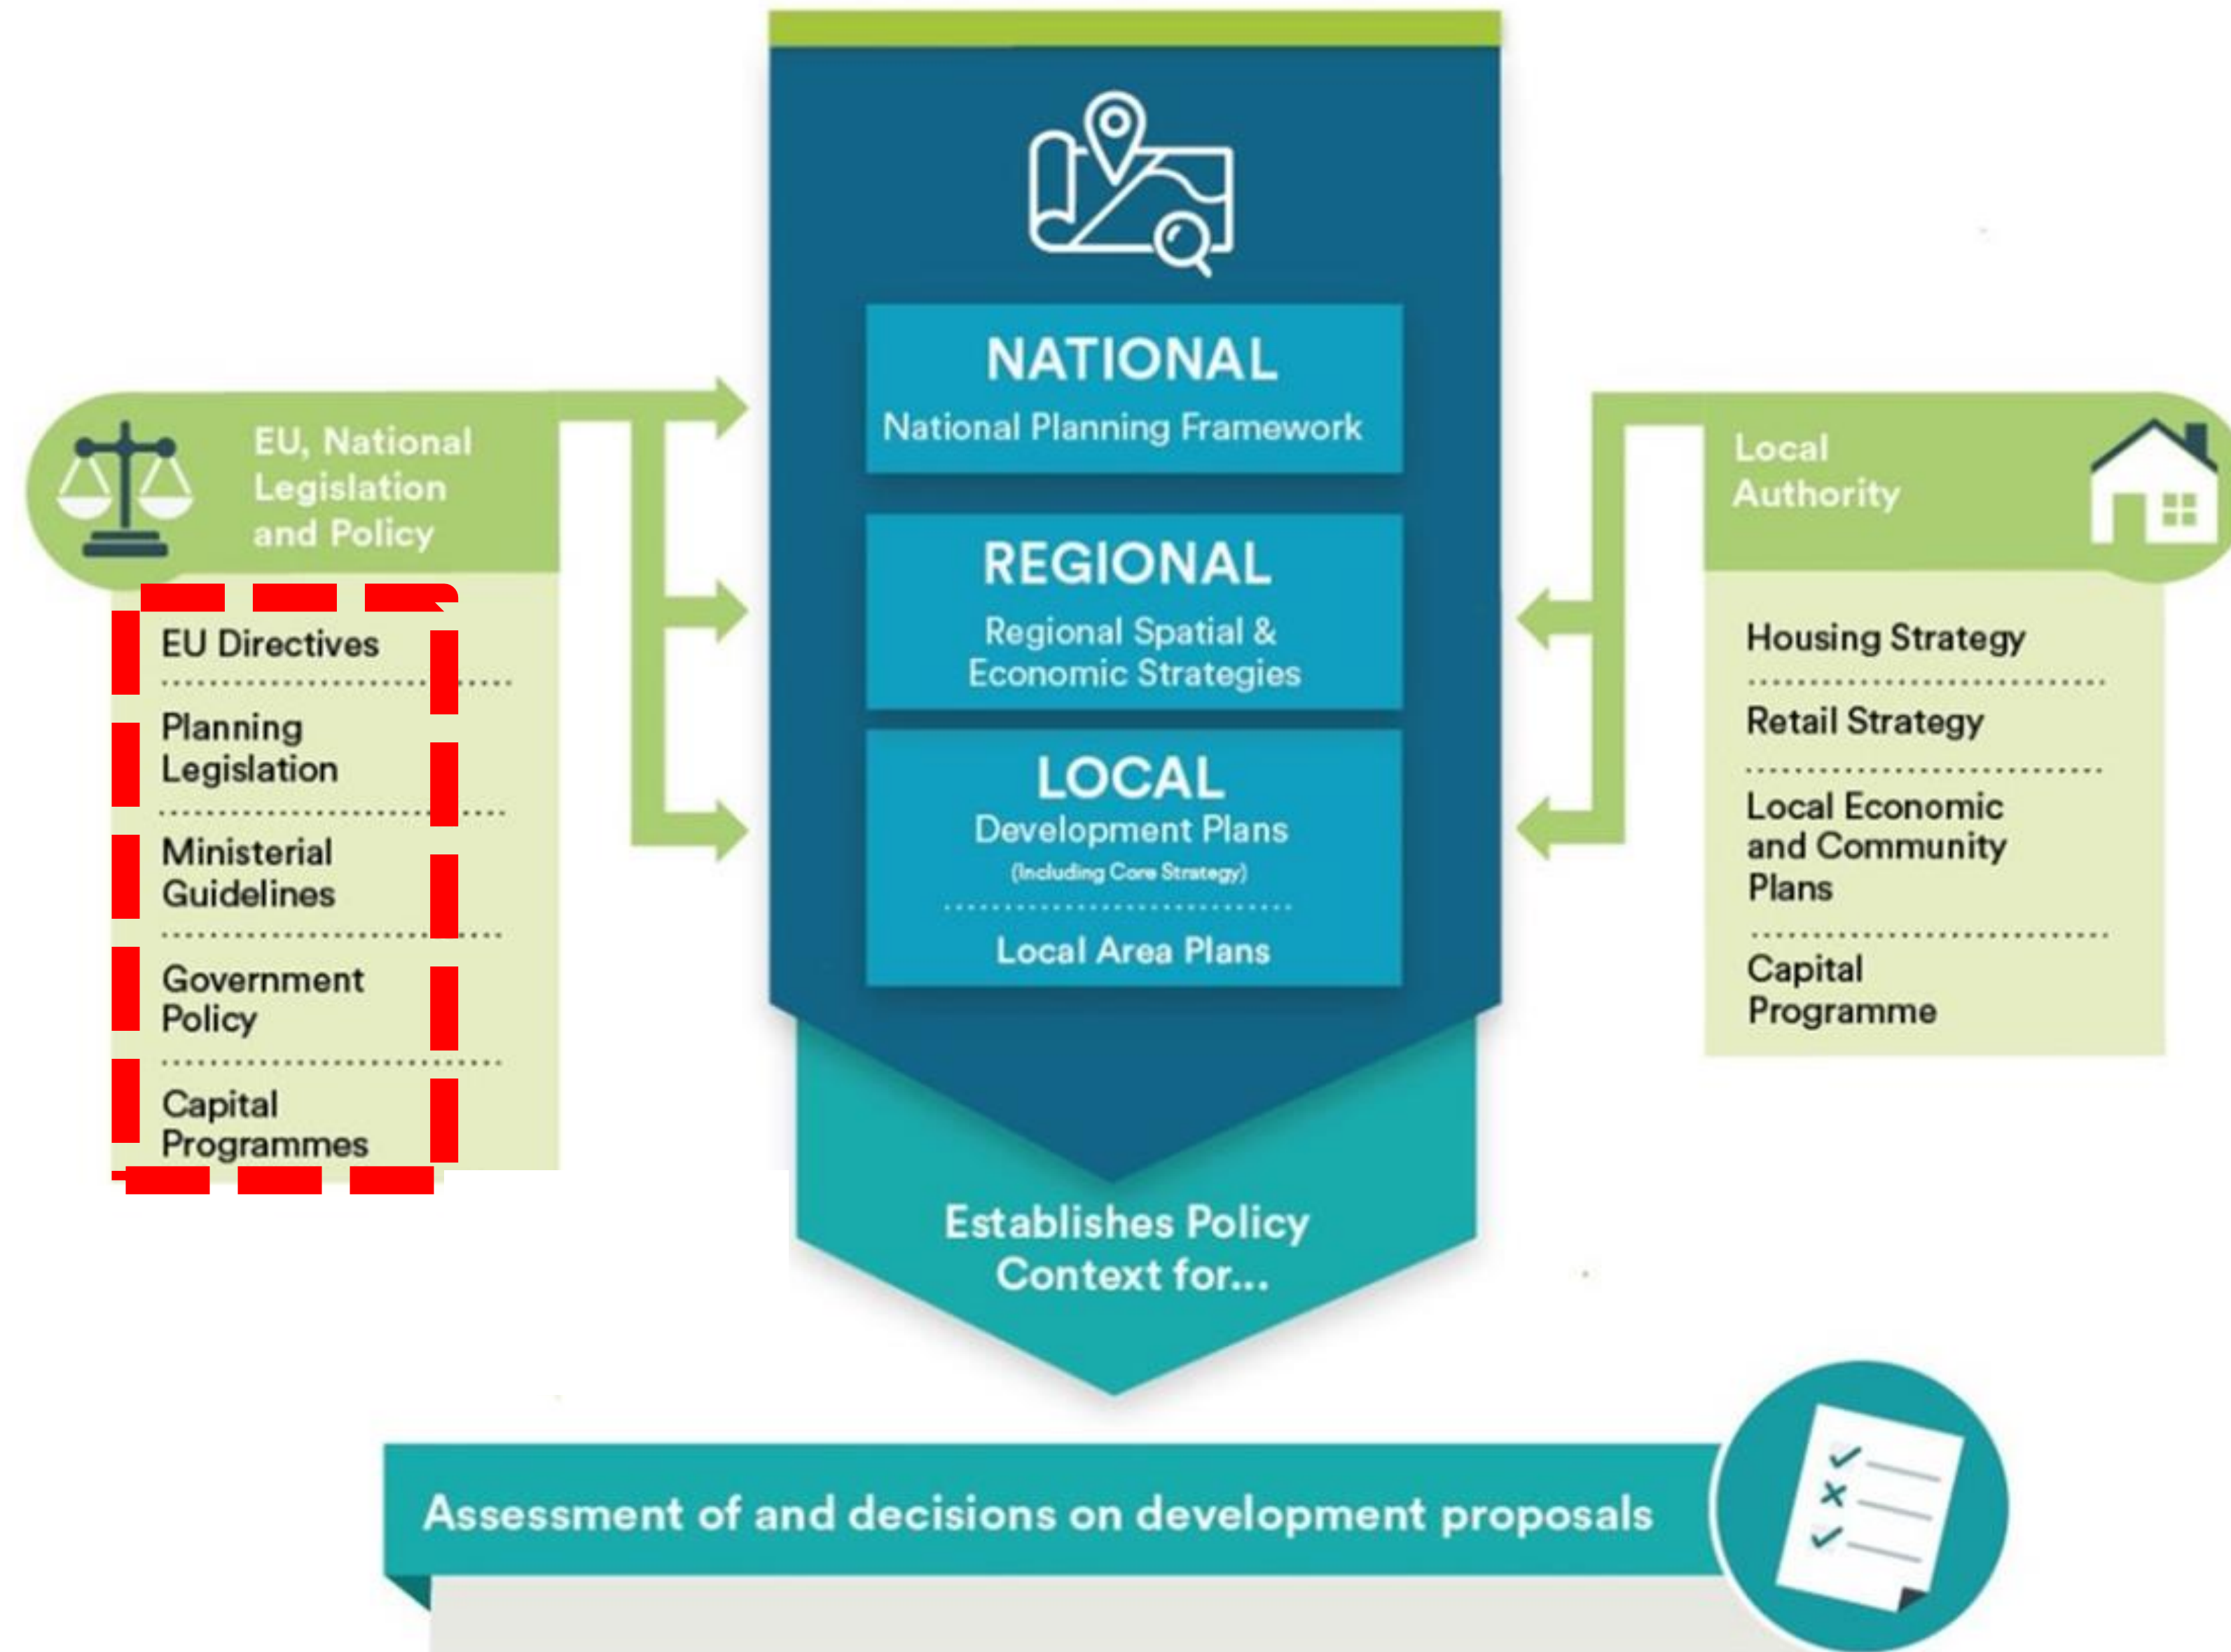 NATIONAL
National Planning Framework
REGIONAL
Regional Spatial &
Economic Strategies
LOCAL
Development Plans
(Including Core Strategy)
Local Area Plans
EU, National
Legislation
and Policy
EU Directives
Planning
Legislation
Ministerial
Guidelines
Government
Policy
Capital
Programmes
Local
Authority
Housing Strategy
Retail Strategy
Local Economic
and Community
Plans
Capital
Programme
Establishes Policy
Context for...
Assessment of and decisions on development proposals